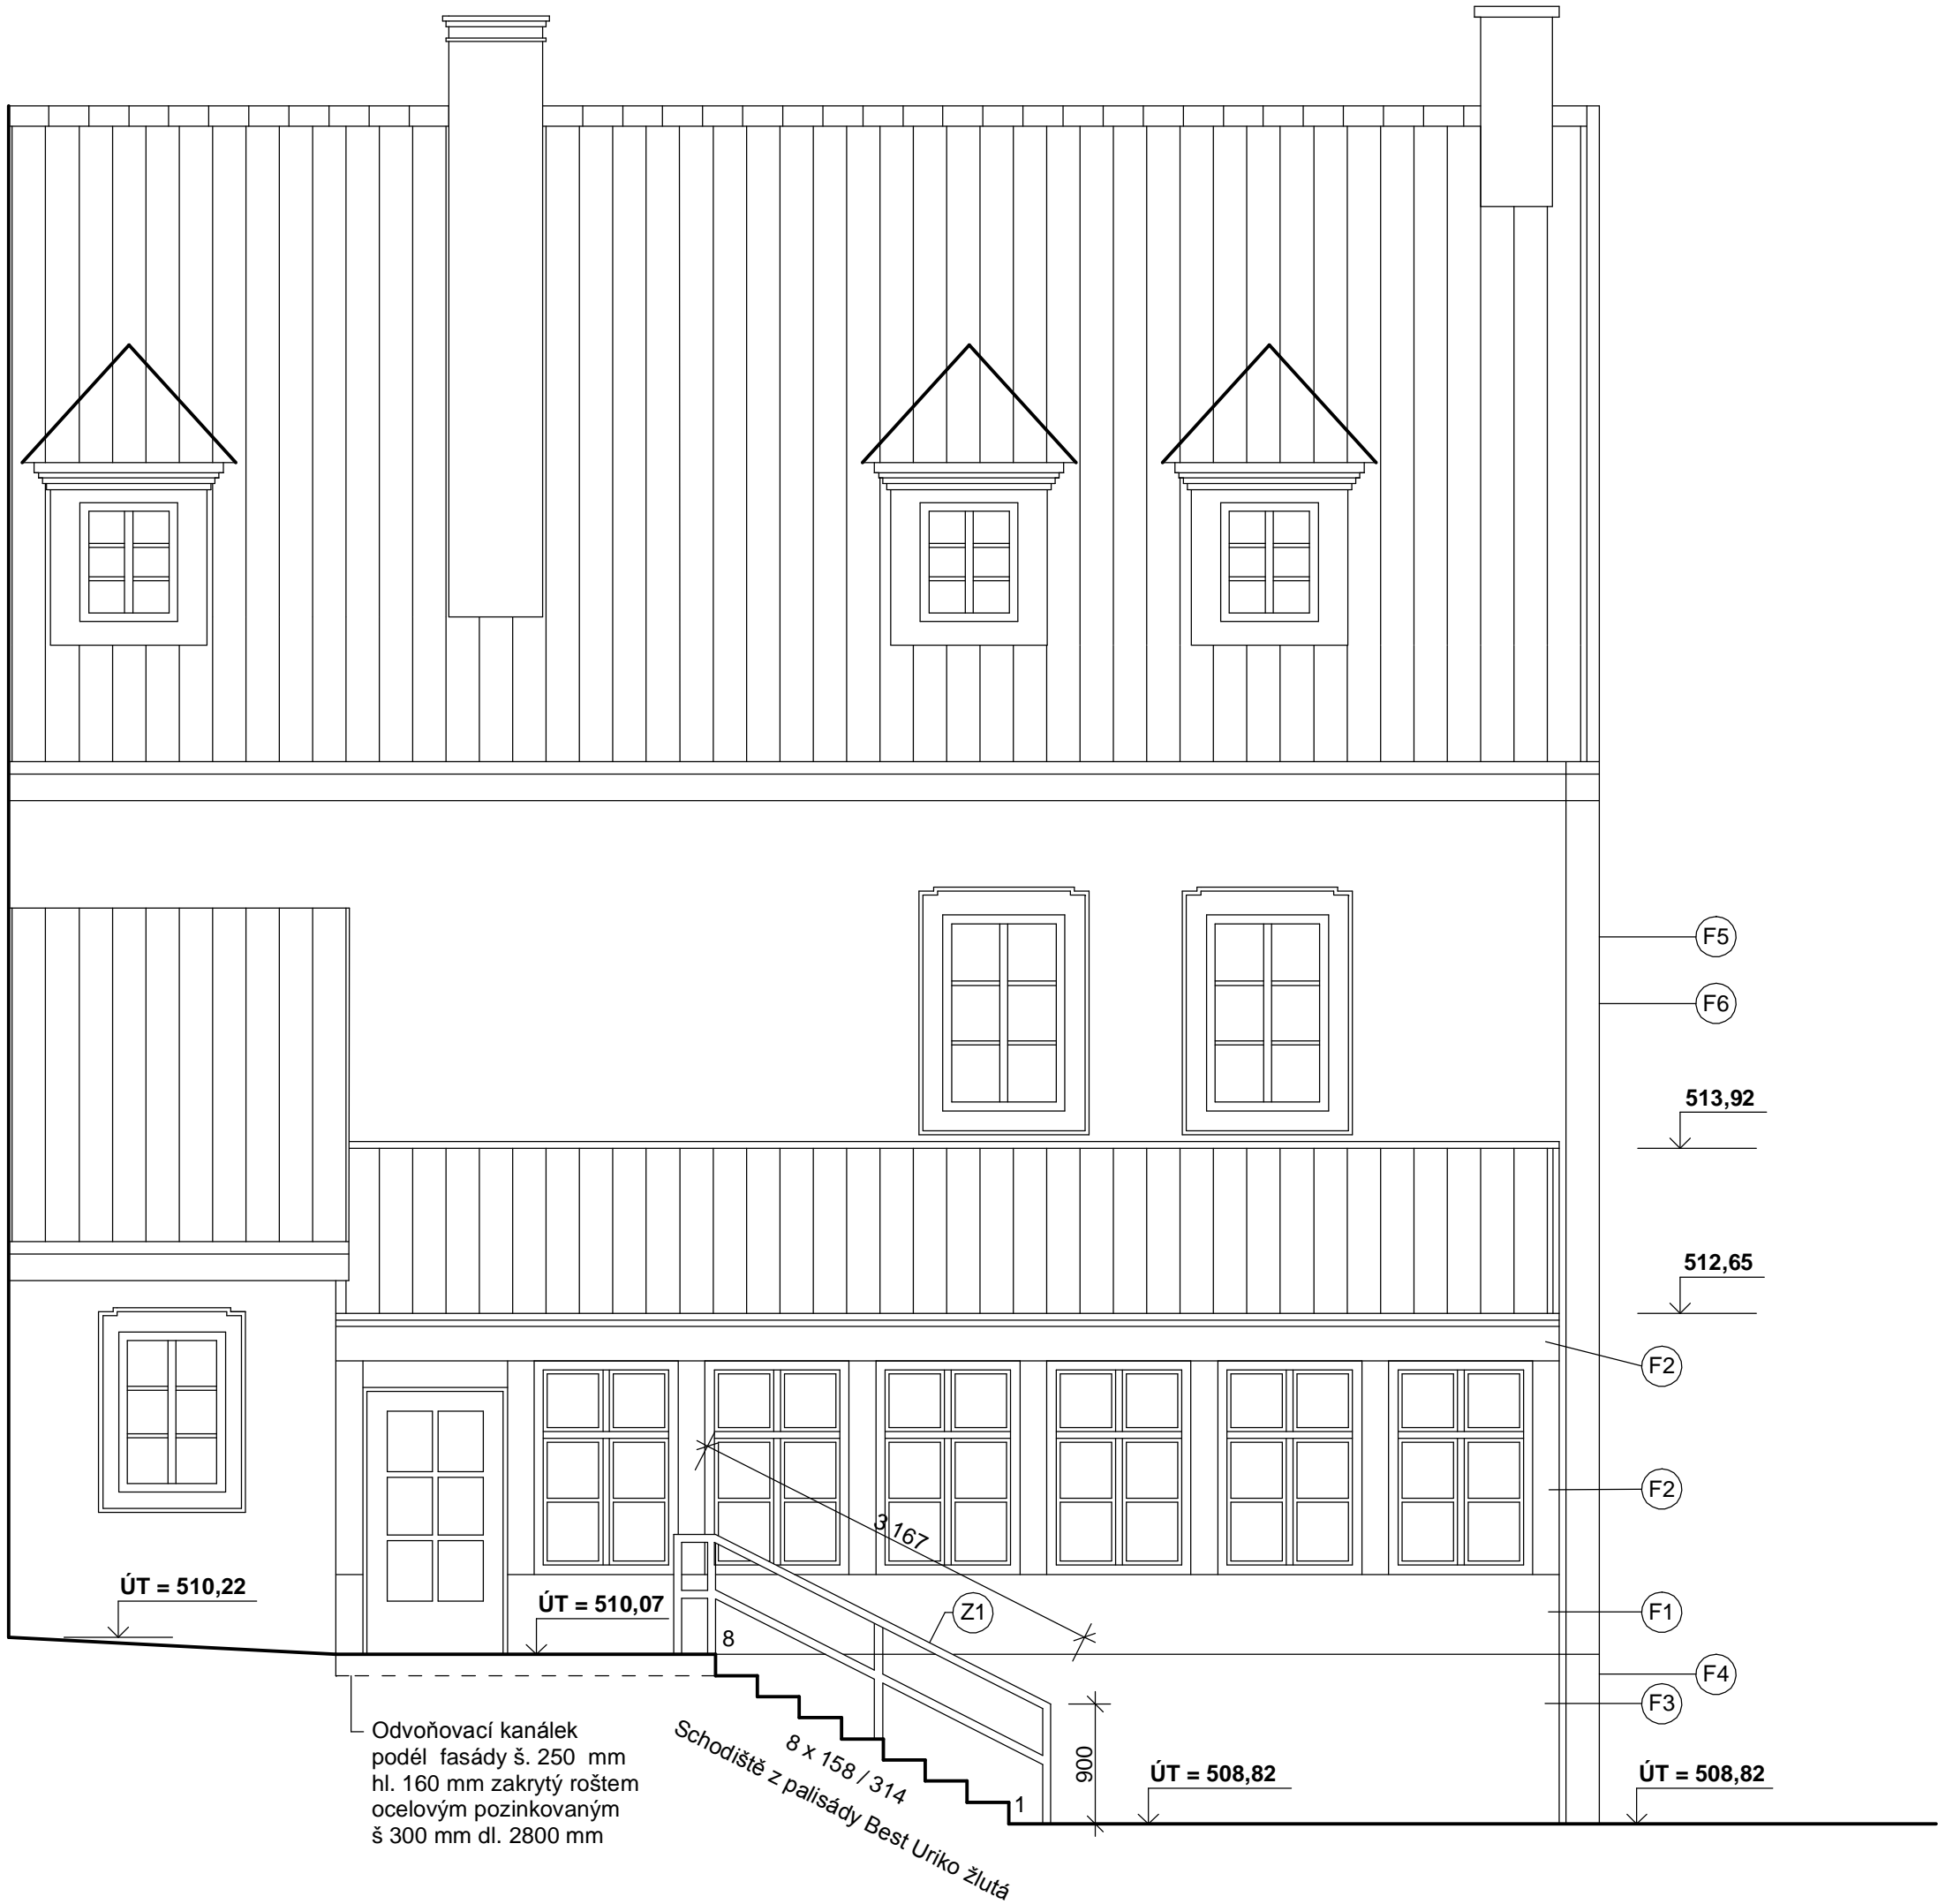 F5
F6
513,92
512,65
F2
F2
3 167
ÚT = 510,22
ÚT = 510,07
Z1
F1
8
F4
F3
Odvoňovací kanálek
podél fasády š. 250 mm
hl. 160 mm zakrytý roštem
ocelovým pozinkovaným
š 300 mm dl. 2800 mm
8 x 158 / 314
Schodiště z palisády Best Uriko žlutá
1
900
ÚT = 508,82
ÚT = 508,82